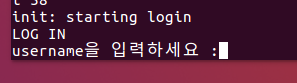 t 58
init: starting login
LOG IN
username을 입력하세요 :